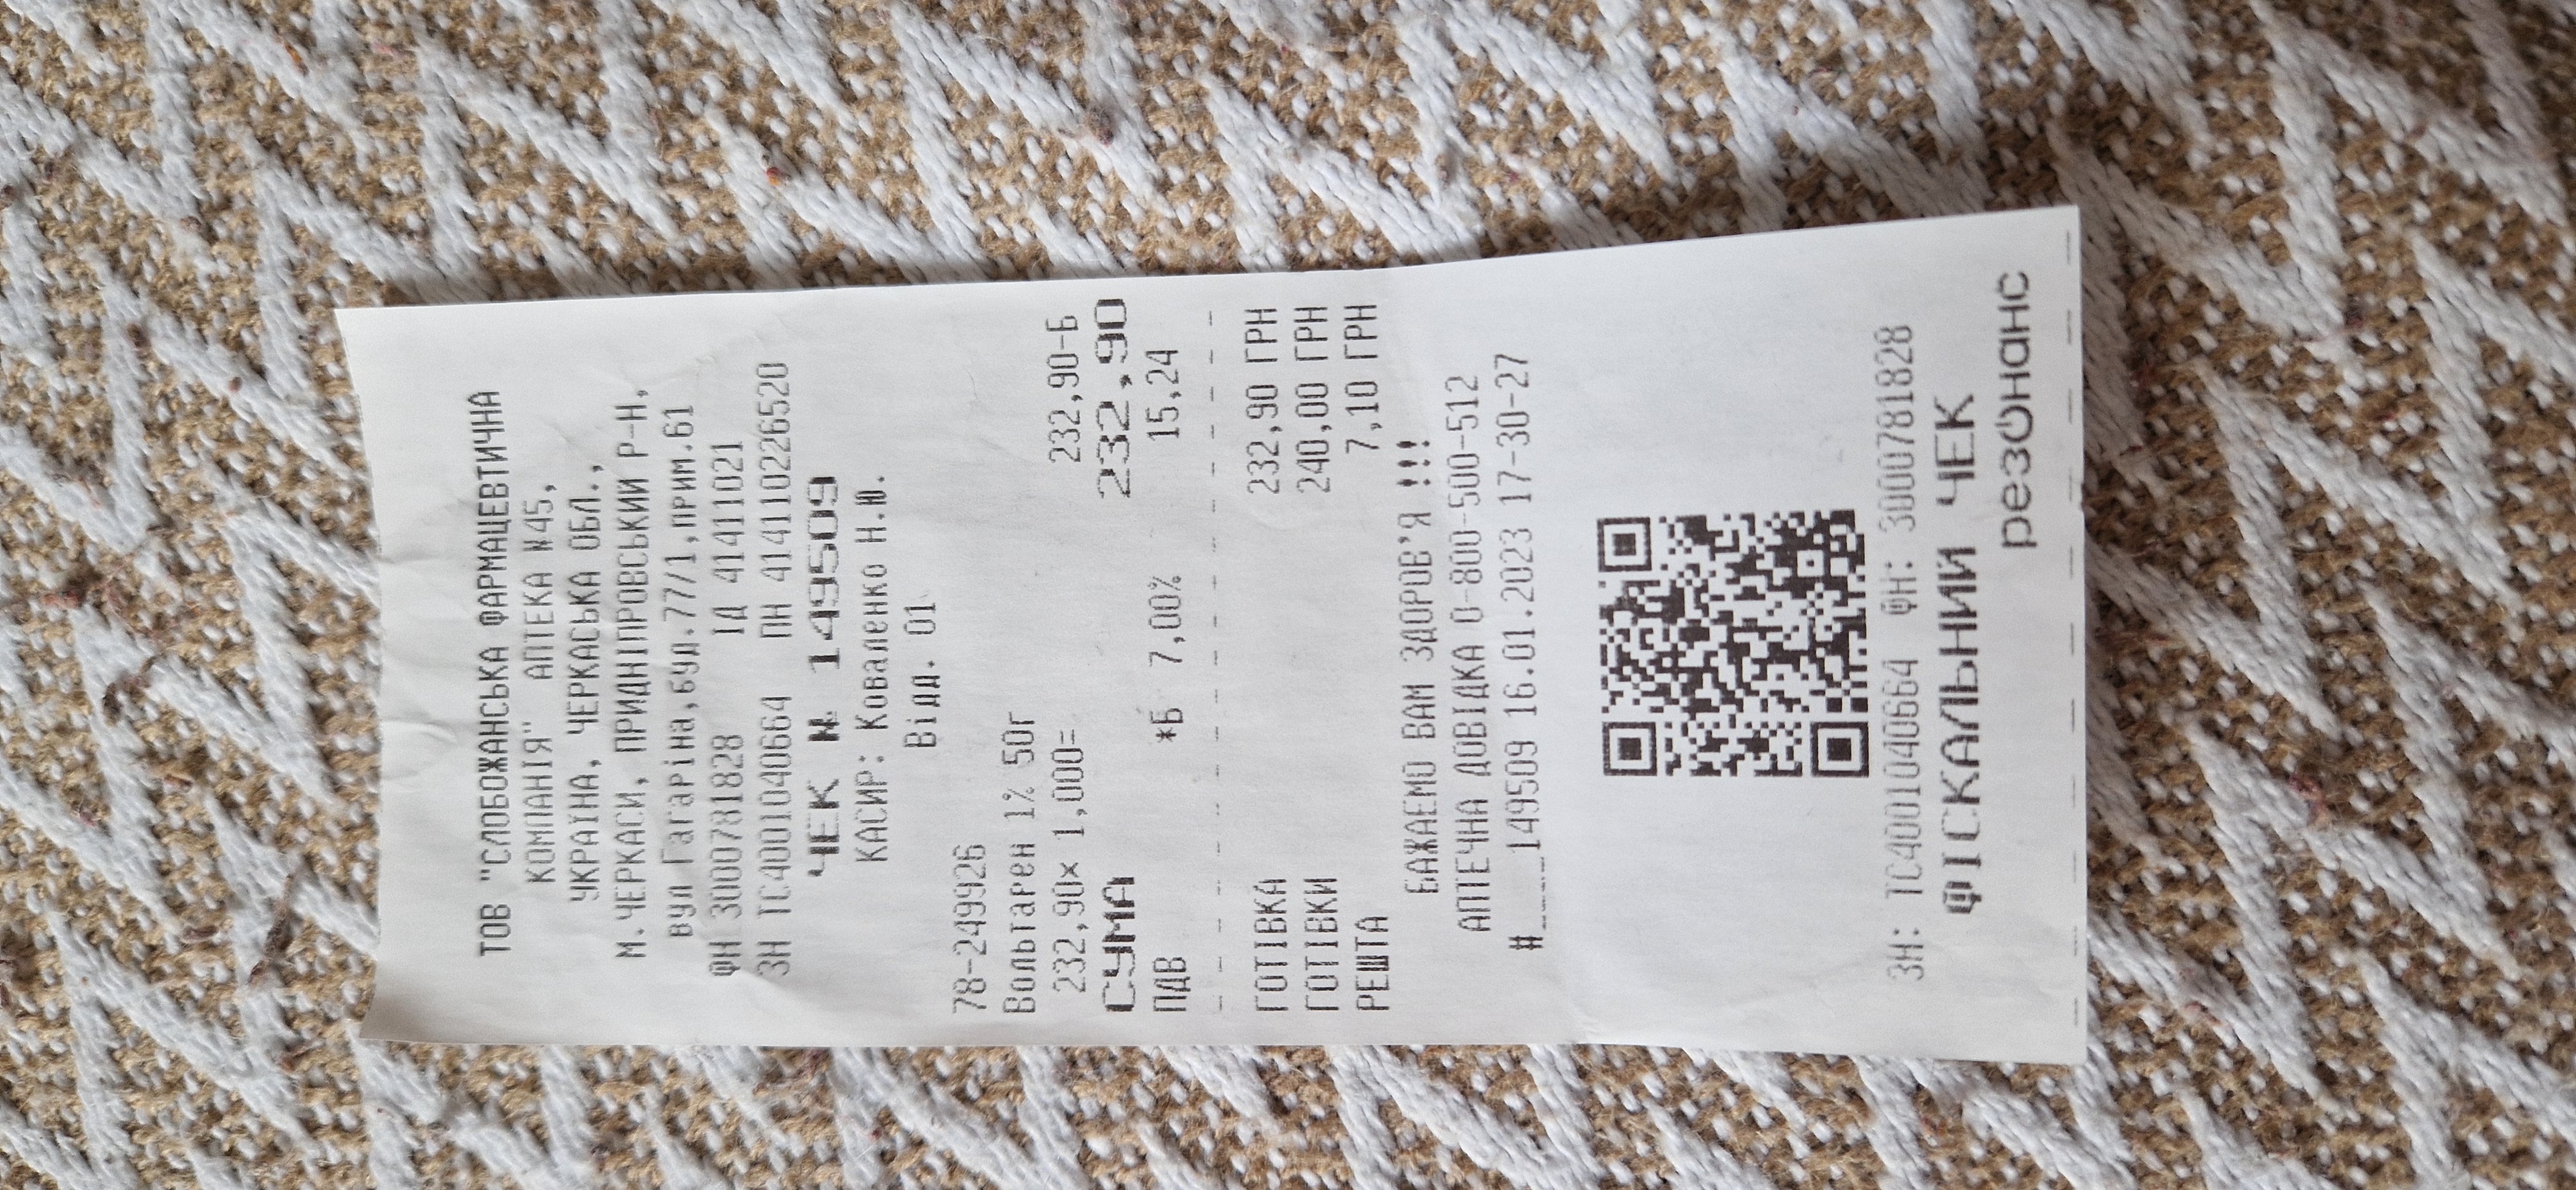 ТОВ "СЛОБОЖАНСЬКА ФАРМАЦЕВТИЧНА
КОМПАНІЯ" АПТЕКА №45,
УКРАЇНА, ЧЕРКАСЬКА ОБЛ.,
М.ЧЕРКАСИ, ПРИДНІПРОВСЬКИЙ Р-Н,
вул Гагаріна,буд.77/1,прим.61
ФН 3000781828 ІД 41411021
ЗН ТС4001040664 ПН 414110226520
ЧЕК № 149509
КАСИР: Коваленко Н.Ю.
Відд. 01
78-249926
Вольтарен 1% 50г
232,90× 1,000= 232,90-Б
СУМА 232,90
ПДВ *Б 7,00% 15,24
ГОТІВКА 232,90 ГРН
ГОТІВКИ 240,00 ГРН
РЕШТА 7,10 ГРН
БАЖАЕМО ВАМ ЗДОРОВ'Я !!!
АПТЕЧНА ДОВІДКА 0-800-500-512
#____149509 16.01.2023 17-30-27
ЗН: ТС4001040664 ФН: 3000781828
ФІСКАЛЬНИЙ ЧЕК
резонанс